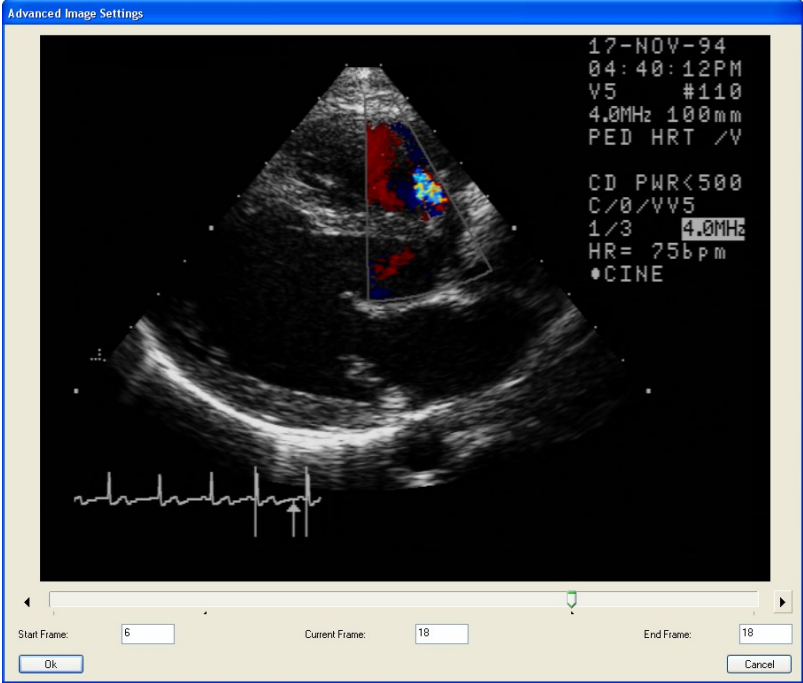 Advanced Image Settings
17-NOV-94
04:40:12PM
V5 #110
4.0MHz 100mm
PED HRT /V
CD PWR<500
C/0/VV5
1/3 4.0MHz
HR= 75bpm
CINE
Start Frame: 6 Current Frame: 18 End Frame: 18
Ok Cancel